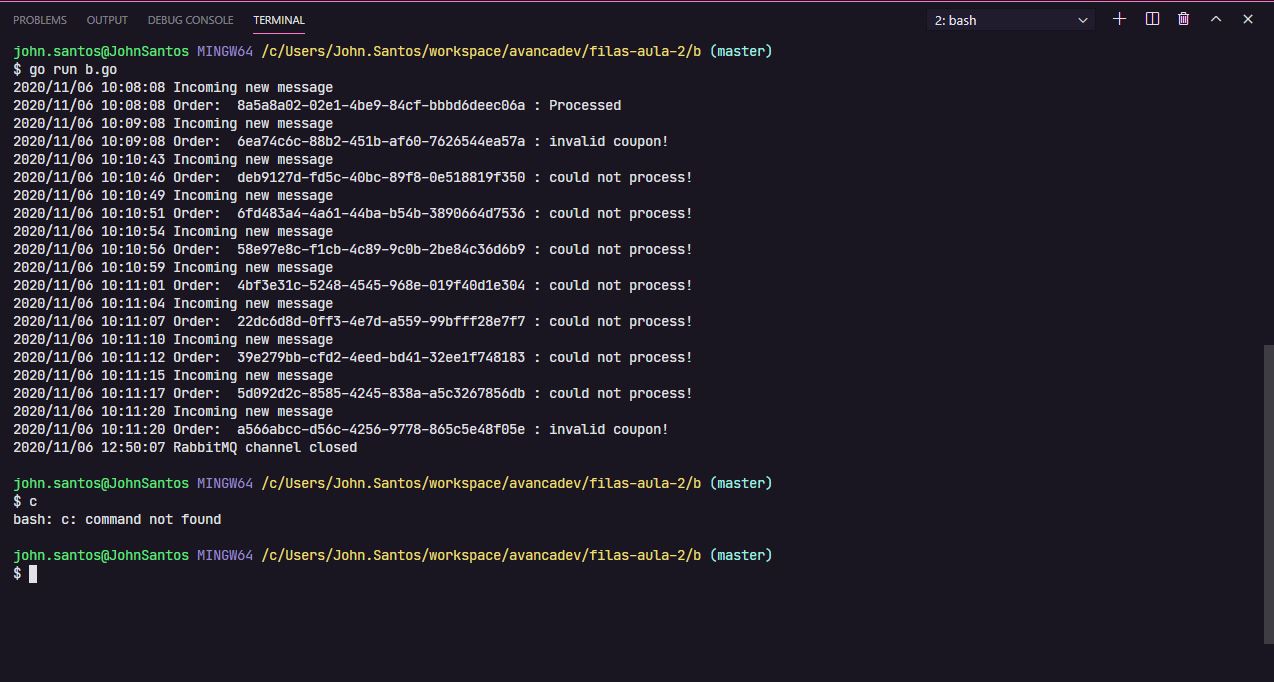 PROBLEMS OUTPUT DEBUG CONSOLE TERMINAL 2: bash
john.santos@JohnSantos MINGW64 /c/Users/John.Santos/workspace/avancadev/filas-aula-2/b (master)
$ go run b.go
2020/11/06 10:08:08 Incoming new message
2020/11/06 10:08:08 Order:  8a5a8a02-02e1-4be9-84cf-bbbd6deec06a : Processed
2020/11/06 10:09:08 Incoming new message
2020/11/06 10:09:08 Order:  6ea74c6c-88b2-451b-af60-7626544ea57a : invalid coupon!
2020/11/06 10:10:43 Incoming new message
2020/11/06 10:10:46 Order:  deb9127d-fd5c-40bc-89f8-0e518819f350 : could not process!
2020/11/06 10:10:49 Incoming new message
2020/11/06 10:10:51 Order:  6fd483a4-4a61-44ba-b54b-3890664d7536 : could not process!
2020/11/06 10:10:54 Incoming new message
2020/11/06 10:10:56 Order:  58e97e8c-f1cb-4c89-9c0b-2be84c36d6b9 : could not process!
2020/11/06 10:10:59 Incoming new message
2020/11/06 10:11:01 Order:  4bf3e31c-5248-4545-968e-019f40d1e304 : could not process!
2020/11/06 10:11:04 Incoming new message
2020/11/06 10:11:07 Order:  22dc6d8d-0ff3-4e7d-a559-99bfff28e7f7 : could not process!
2020/11/06 10:11:10 Incoming new message
2020/11/06 10:11:12 Order:  39e279bb-cfd2-4eed-bd41-32ee1f748183 : could not process!
2020/11/06 10:11:15 Incoming new message
2020/11/06 10:11:17 Order:  5d092d2c-8585-4245-838a-a5c3267856db : could not process!
2020/11/06 10:11:20 Incoming new message
2020/11/06 10:11:20 Order:  a566abcc-d56c-4256-9778-865c5e48f05e : invalid coupon!
2020/11/06 12:50:07 RabbitMQ channel closed
john.santos@JohnSantos MINGW64 /c/Users/John.Santos/workspace/avancadev/filas-aula-2/b (master)
$ c
bash: c: command not found
john.santos@JohnSantos MINGW64 /c/Users/John.Santos/workspace/avancadev/filas-aula-2/b (master)
$